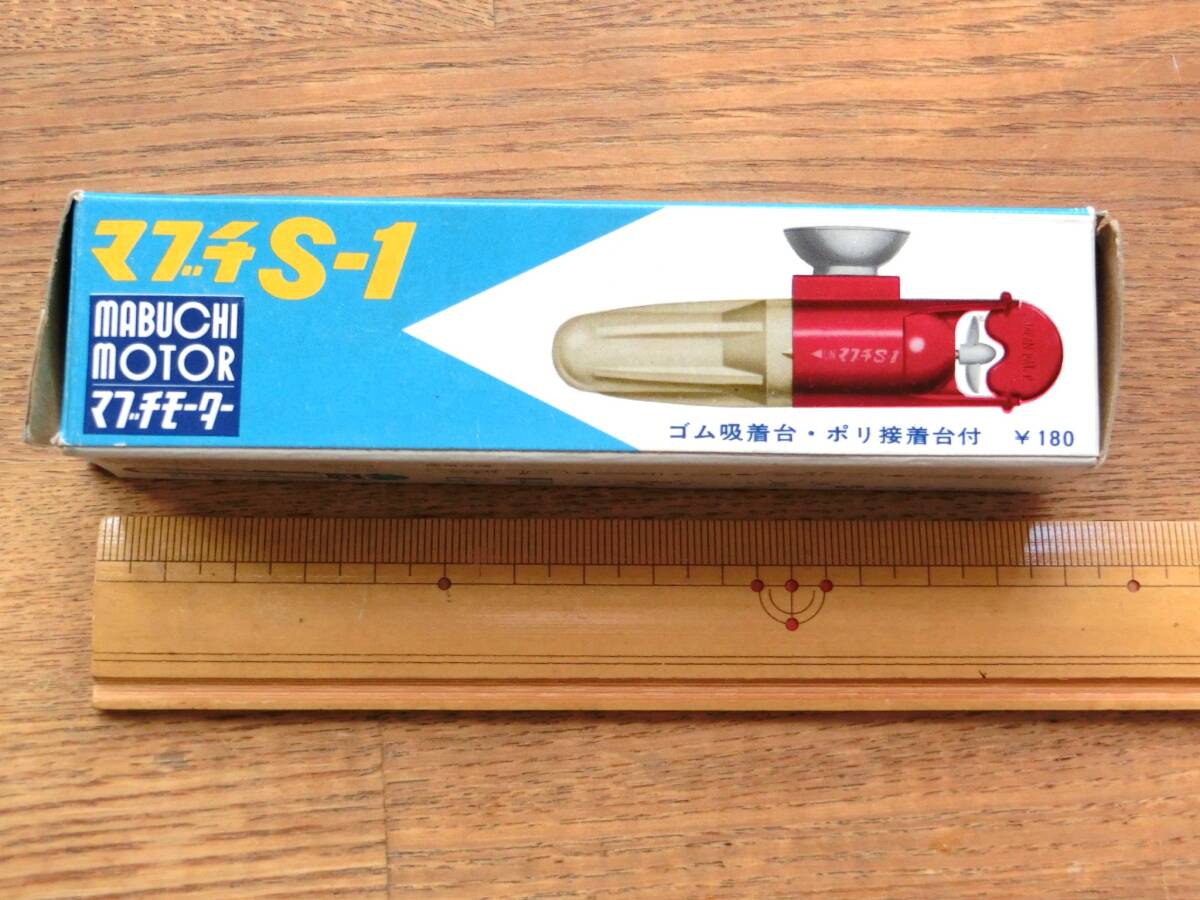 マブチS-1
MABUCHI
MOTOR
マブチモーター
マブチS1
ゴム吸着台・ポリ接着台付 ¥180